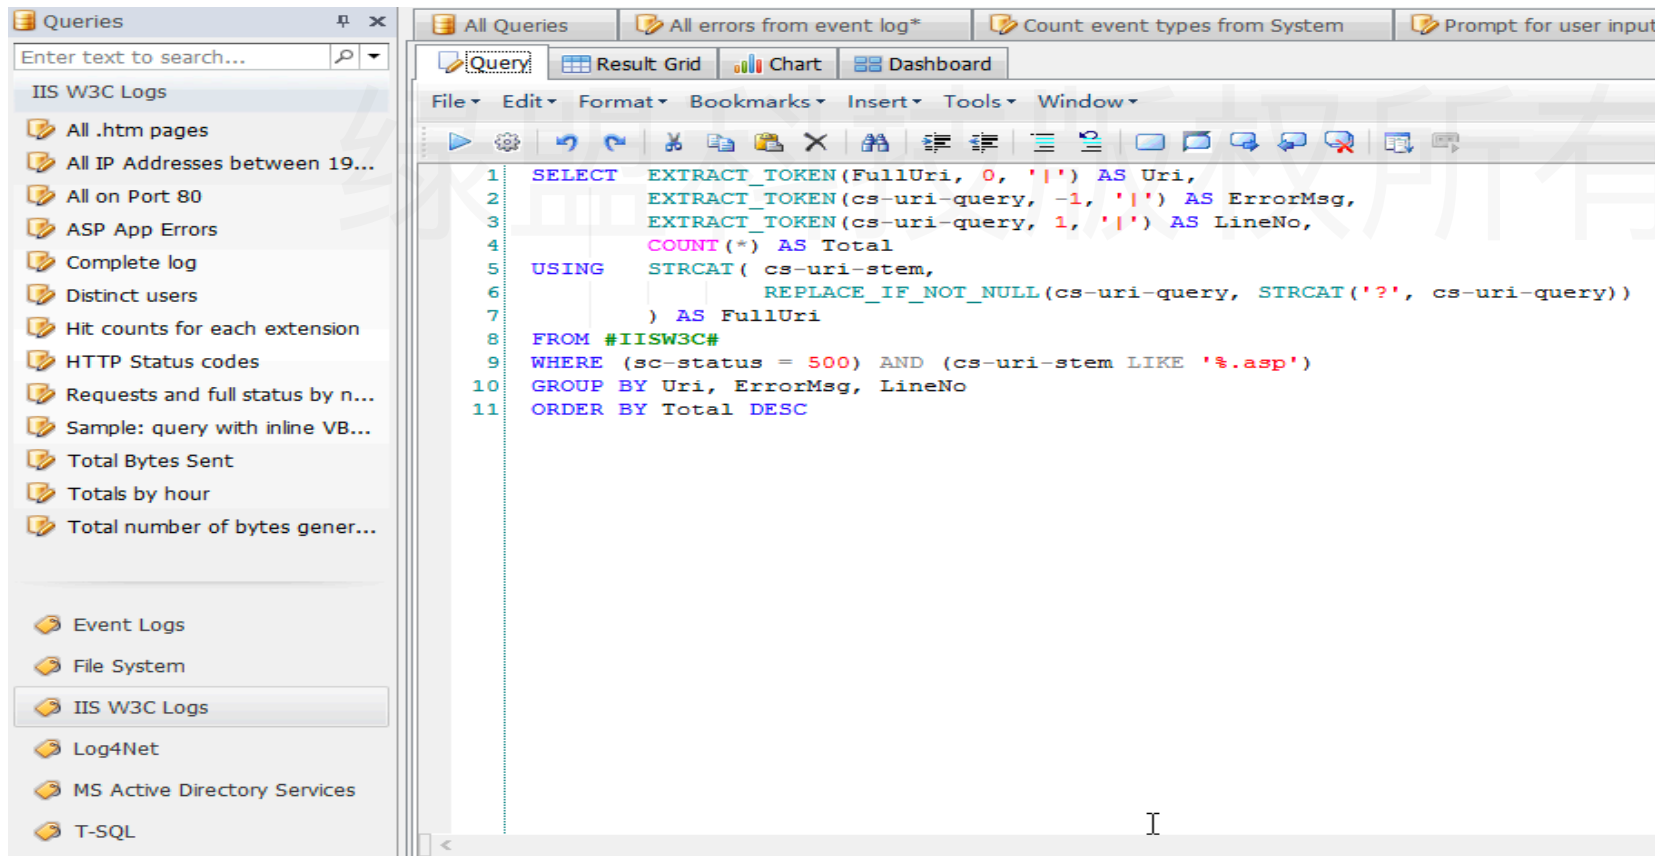 Queries
Enter text to search...
IIS W3C Logs
All .htm pages
All IP Addresses between 19...
All on Port 80
ASP App Errors
Complete log
Distinct users
Hit counts for each extension
HTTP Status codes
Requests and full status by n...
Sample: query with inline VB...
Total Bytes Sent
Totals by hour
Total number of bytes gener...
Event Logs
File System
IIS W3C Logs
Log4Net
MS Active Directory Services
T-SQL
All Queries
All errors from event log*
Count event types from System
Prompt for user input
Query
Result Grid
Chart
Dashboard
File Edit Format Bookmarks Insert Tools Window
1 SELECT EXTRACT_TOKEN(FullUri, 0, '|') AS Uri,
2 EXTRACT_TOKEN(cs-uri-query, -1, '|') AS ErrorMsg,
3 EXTRACT_TOKEN(cs-uri-query, 1, '|') AS LineNo,
4 COUNT(*) AS Total
5 USING STRCAT( cs-uri-stem,
6 REPLACE_IF_NOT_NULL(cs-uri-query, STRCAT('?', cs-uri-query))
7 ) AS FullUri
8 FROM #IISW3C#
9 WHERE (sc-status = 500) AND (cs-uri-stem LIKE '%.asp')
10 GROUP BY Uri, ErrorMsg, LineNo
11 ORDER BY Total DESC
绿盟科技版权所有